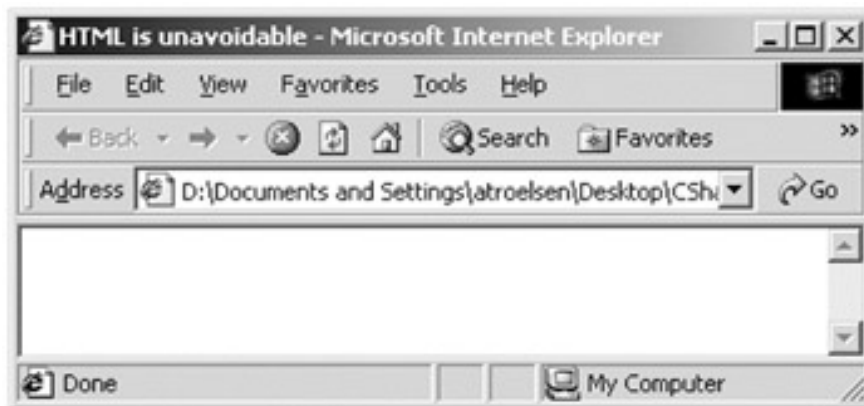 HTML is unavoidable - Microsoft Internet Explorer
File Edit View Favorites Tools Help
Back Search Favorites »
Address D:\Documents and Settings\atroelsen\Desktop\CSha Go
Done My Computer